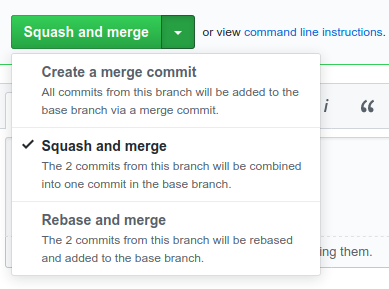 Squash and merge or view command line instructions.
Create a merge commit
All commits from this branch will be added to the
base branch via a merge commit.
i “
Squash and merge
The 2 commits from this branch will be combined
into one commit in the base branch.
Rebase and merge
The 2 commits from this branch will be rebased
and added to the base branch.
ing them.